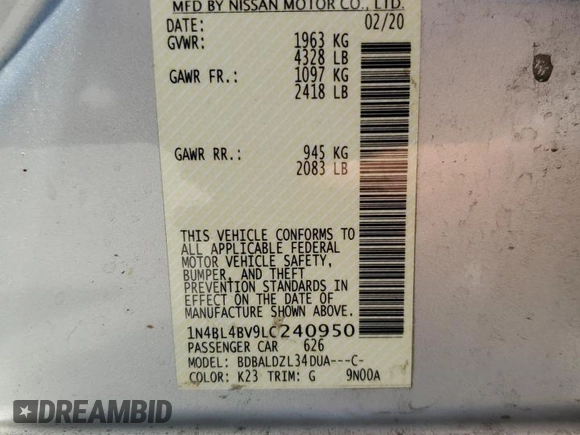 MFD BY NISSAN MOTOR CO., LTD.
DATE: 02/20
GVWR: 1963 KG
4328 LB
GAWR FR.: 1097 KG
2418 LB
GAWR RR.: 945 KG
2083 LB
THIS VEHICLE CONFORMS TO
ALL APPLICABLE FEDERAL
MOTOR VEHICLE SAFETY,
BUMPER, AND THEFT
PREVENTION STANDARDS IN
EFFECT ON THE DATE OF
MANUFACTURE SHOWN ABOVE.
1N4BL4BV9LC240950
PASSENGER CAR 626
MODEL: BDBALDZL34DUA---C-
COLOR: K23 TRIM: G 9N00A
DREAMBID